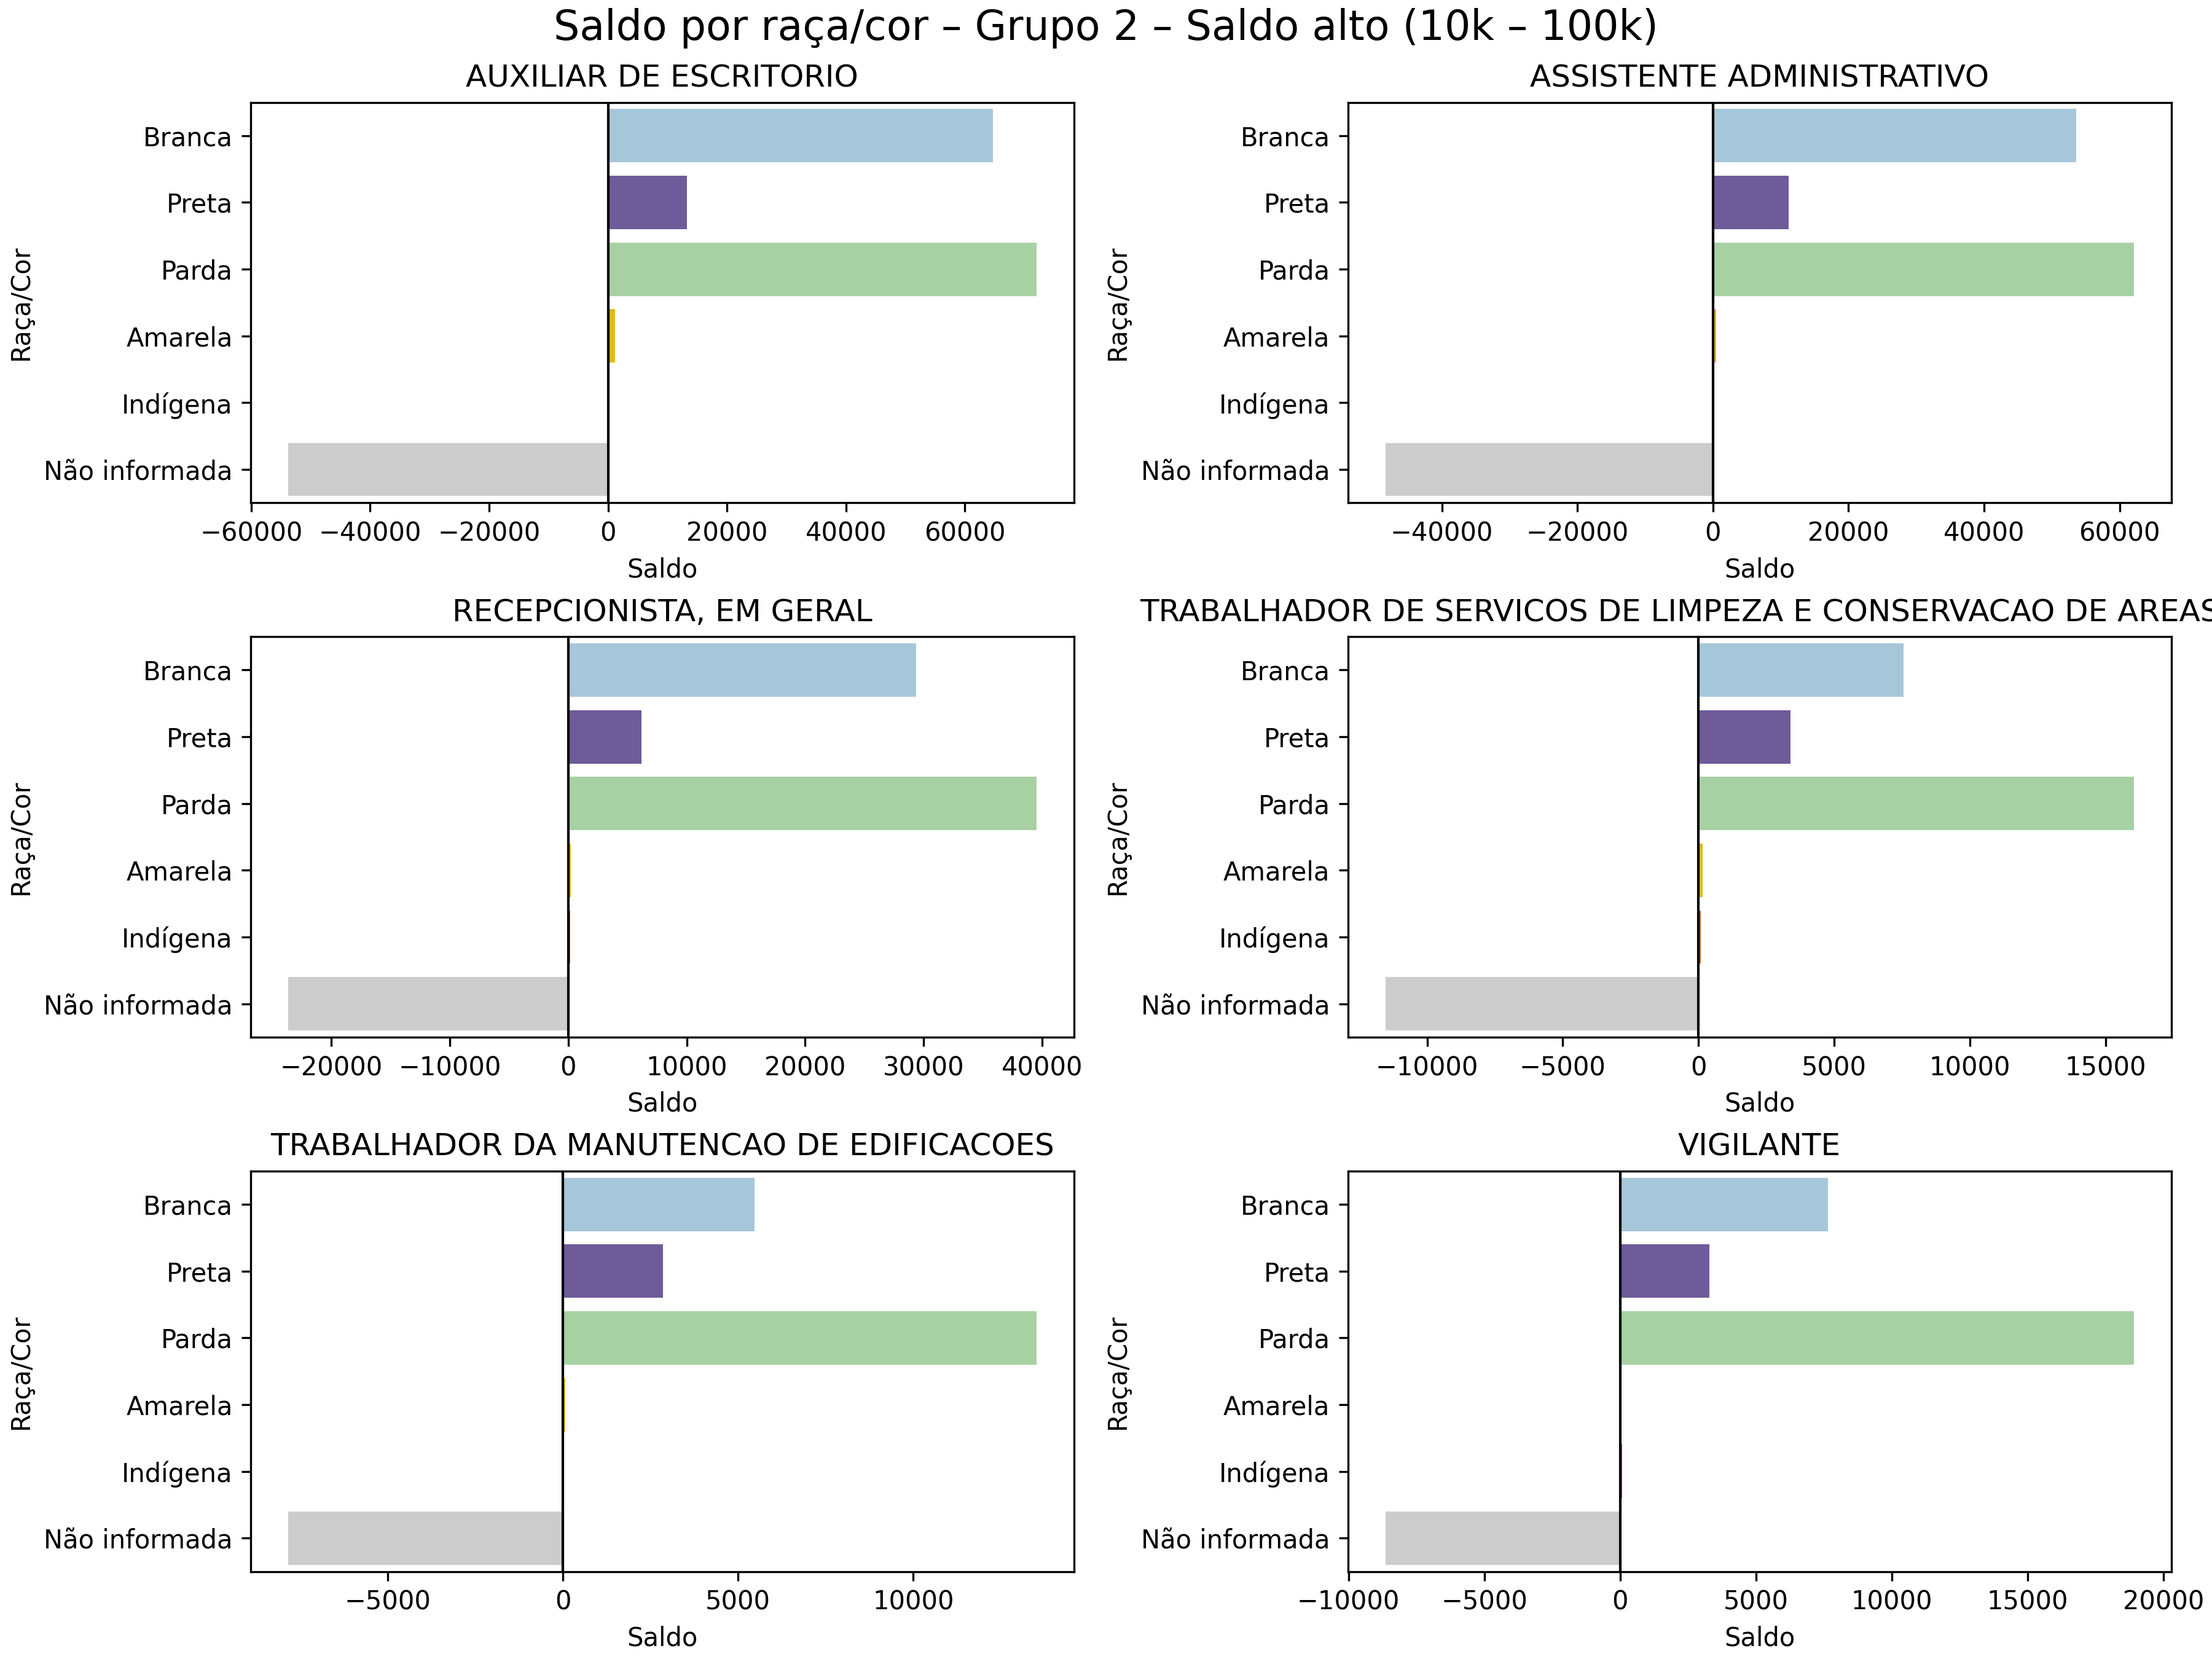 Saldo por raça/cor – Grupo 2 – Saldo alto (10k – 100k)
AUXILIAR DE ESCRITORIO
Raça/Cor
Branca
Preta
Parda
Amarela
Indígena
Não informada
−60000 −40000 −20000 0 20000 40000 60000
Saldo
ASSISTENTE ADMINISTRATIVO
Raça/Cor
Branca
Preta
Parda
Amarela
Indígena
Não informada
−40000 −20000 0 20000 40000 60000
Saldo
RECEPCIONISTA, EM GERAL
Raça/Cor
Branca
Preta
Parda
Amarela
Indígena
Não informada
−20000 −10000 0 10000 20000 30000 40000
Saldo
TRABALHADOR DE SERVICOS DE LIMPEZA E CONSERVACAO DE AREAS
Raça/Cor
Branca
Preta
Parda
Amarela
Indígena
Não informada
−10000 −5000 0 5000 10000 15000
Saldo
TRABALHADOR DA MANUTENCAO DE EDIFICACOES
Raça/Cor
Branca
Preta
Parda
Amarela
Indígena
Não informada
−5000 0 5000 10000
Saldo
VIGILANTE
Raça/Cor
Branca
Preta
Parda
Amarela
Indígena
Não informada
−10000 −5000 0 5000 10000 15000 20000
Saldo